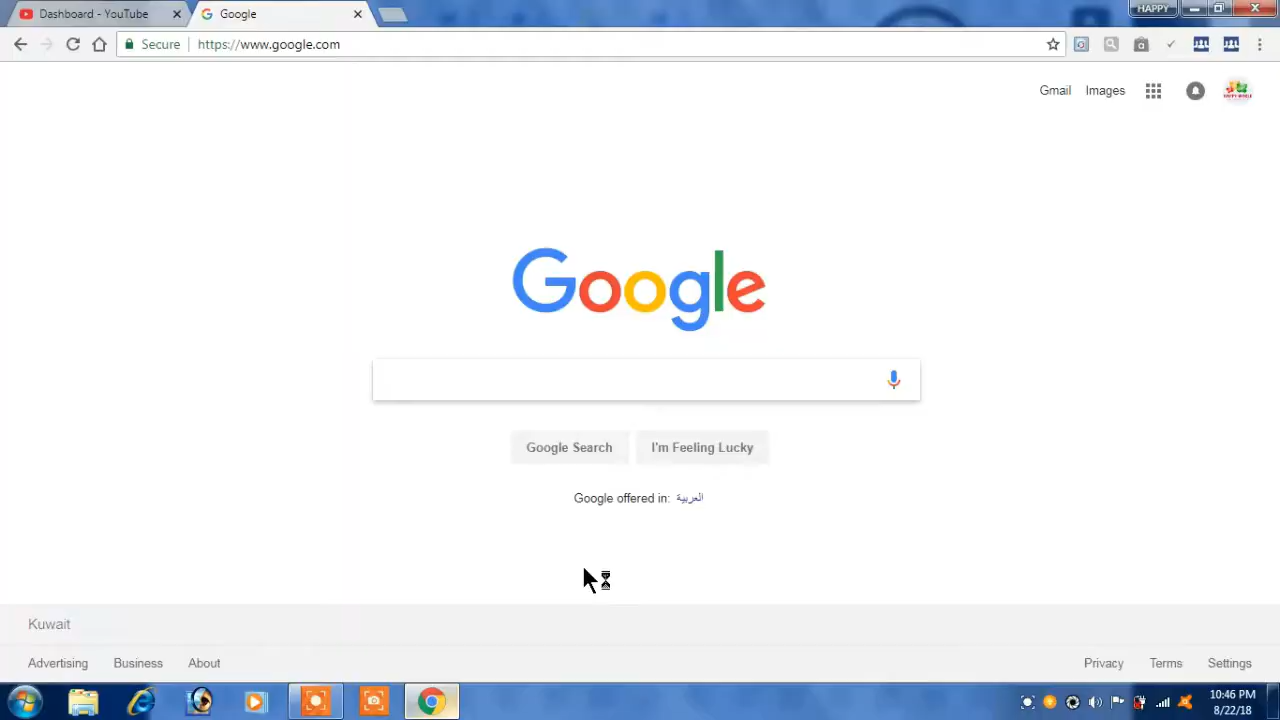 Dashboard - YouTube
Google
HAPPY
Secure
https://www.google.com
Gmail Images
Google
Google Search I'm Feeling Lucky
Google offered in: العربية
Kuwait
Advertising Business About Privacy Terms Settings
10:46 PM
8/22/18